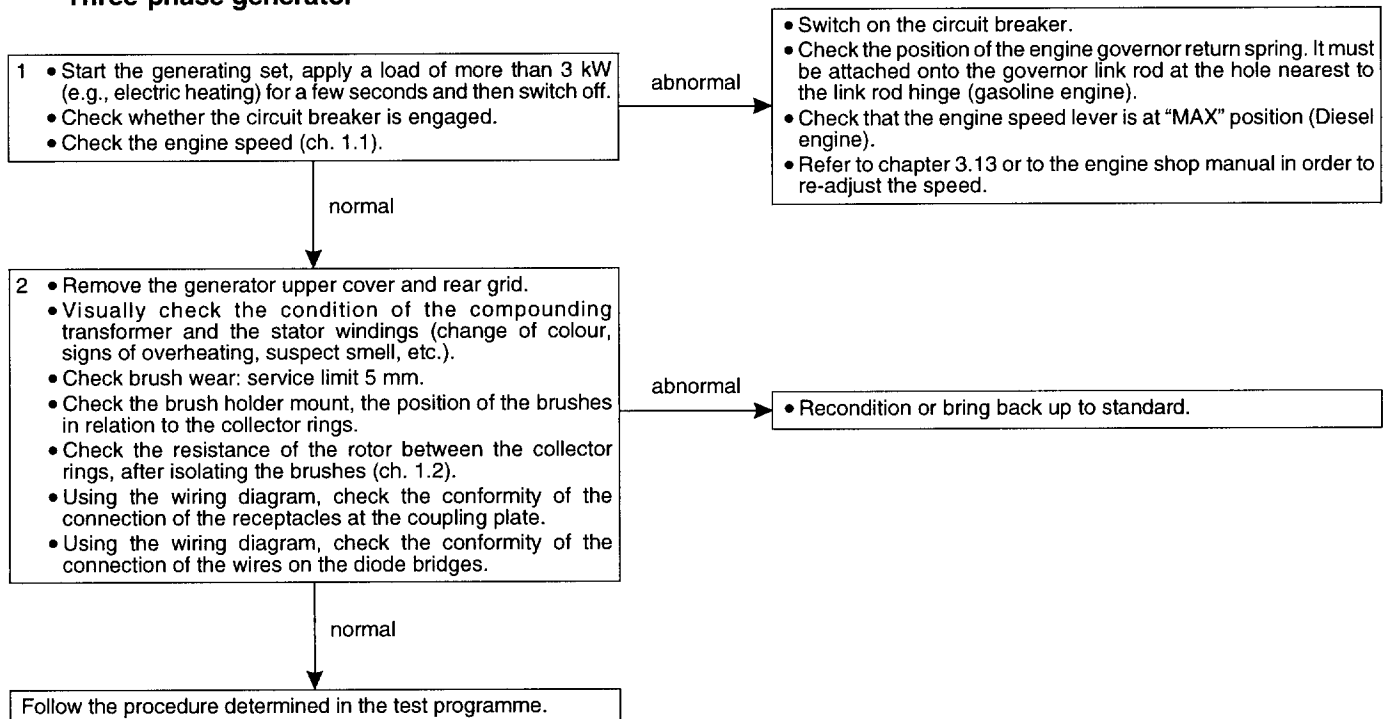 Three-phase generator
1 • Start the generating set, apply a load of more than 3 kW
(e.g., electric heating) for a few seconds and then switch off.
• Check whether the circuit breaker is engaged.
• Check the engine speed (ch. 1.1).
abnormal
• Switch on the circuit breaker.
• Check the position of the engine governor return spring. It must
be attached onto the governor link rod at the hole nearest to
the link rod hinge (gasoline engine).
• Check that the engine speed lever is at “MAX” position (Diesel
engine).
• Refer to chapter 3.13 or to the engine shop manual in order to
re-adjust the speed.
normal
2 • Remove the generator upper cover and rear grid.
• Visually check the condition of the compounding
transformer and the stator windings (change of colour,
signs of overheating, suspect smell, etc.).
• Check brush wear: service limit 5 mm.
• Check the brush holder mount, the position of the brushes
in relation to the collector rings.
• Check the resistance of the rotor between the collector
rings, after isolating the brushes (ch. 1.2).
• Using the wiring diagram, check the conformity of the
connection of the receptacles at the coupling plate.
• Using the wiring diagram, check the conformity of the
connection of the wires on the diode bridges.
abnormal
• Recondition or bring back up to standard.
normal
Follow the procedure determined in the test programme.